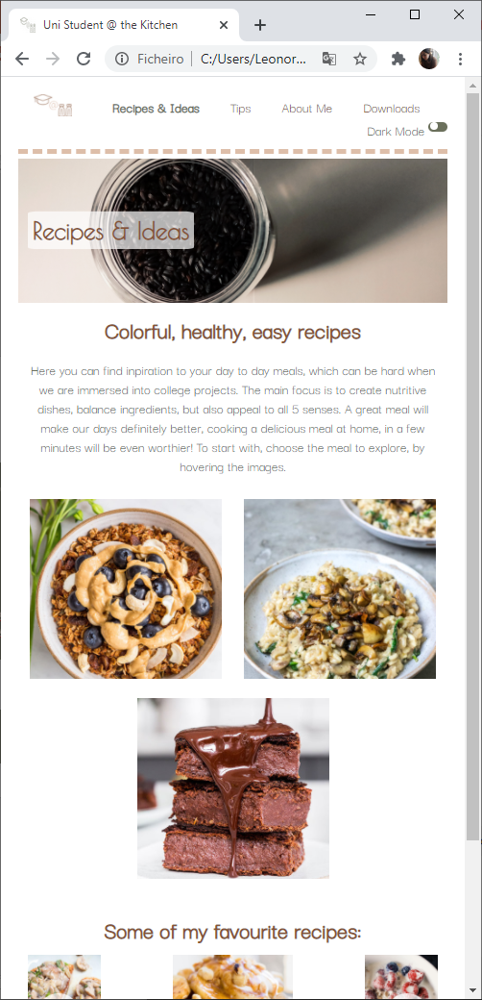 Uni Student @ the Kitchen
Ficheiro
C:/Users/Leonor...
Recipes & Ideas
Tips
About Me
Downloads
Dark Mode
Recipes & Ideas
Colorful, healthy, easy recipes
Here you can find inpiration to your day to day meals, which can be hard when
we are immersed into college projects. The main focus is to create nutritive
dishes, balance ingredients, but also appeal to all 5 senses. A great meal will
make our days definitely better, cooking a delicious meal at home, in a few
minutes will be even worthier! To start with, choose the meal to explore, by
hovering the images.
Some of my favourite recipes: